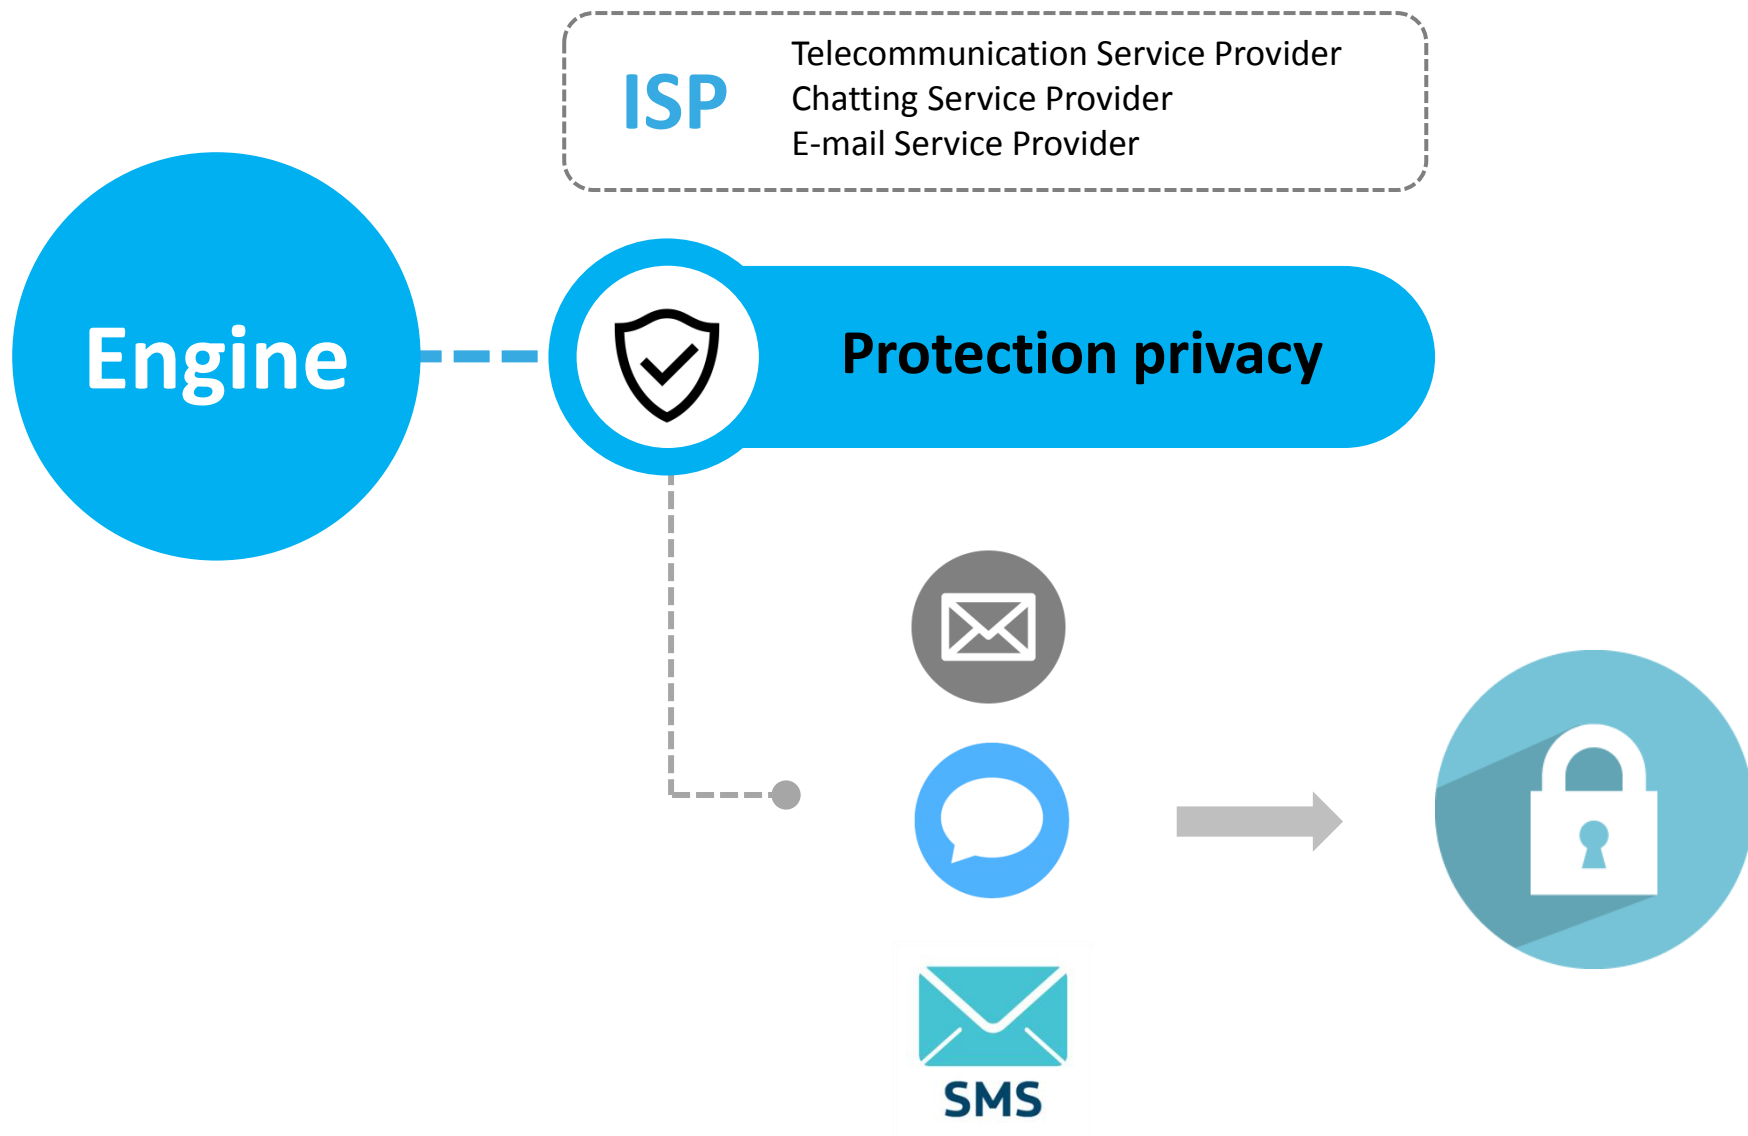 ISP
Telecommunication Service Provider
Chatting Service Provider
E-mail Service Provider
Engine
Protection privacy
SMS